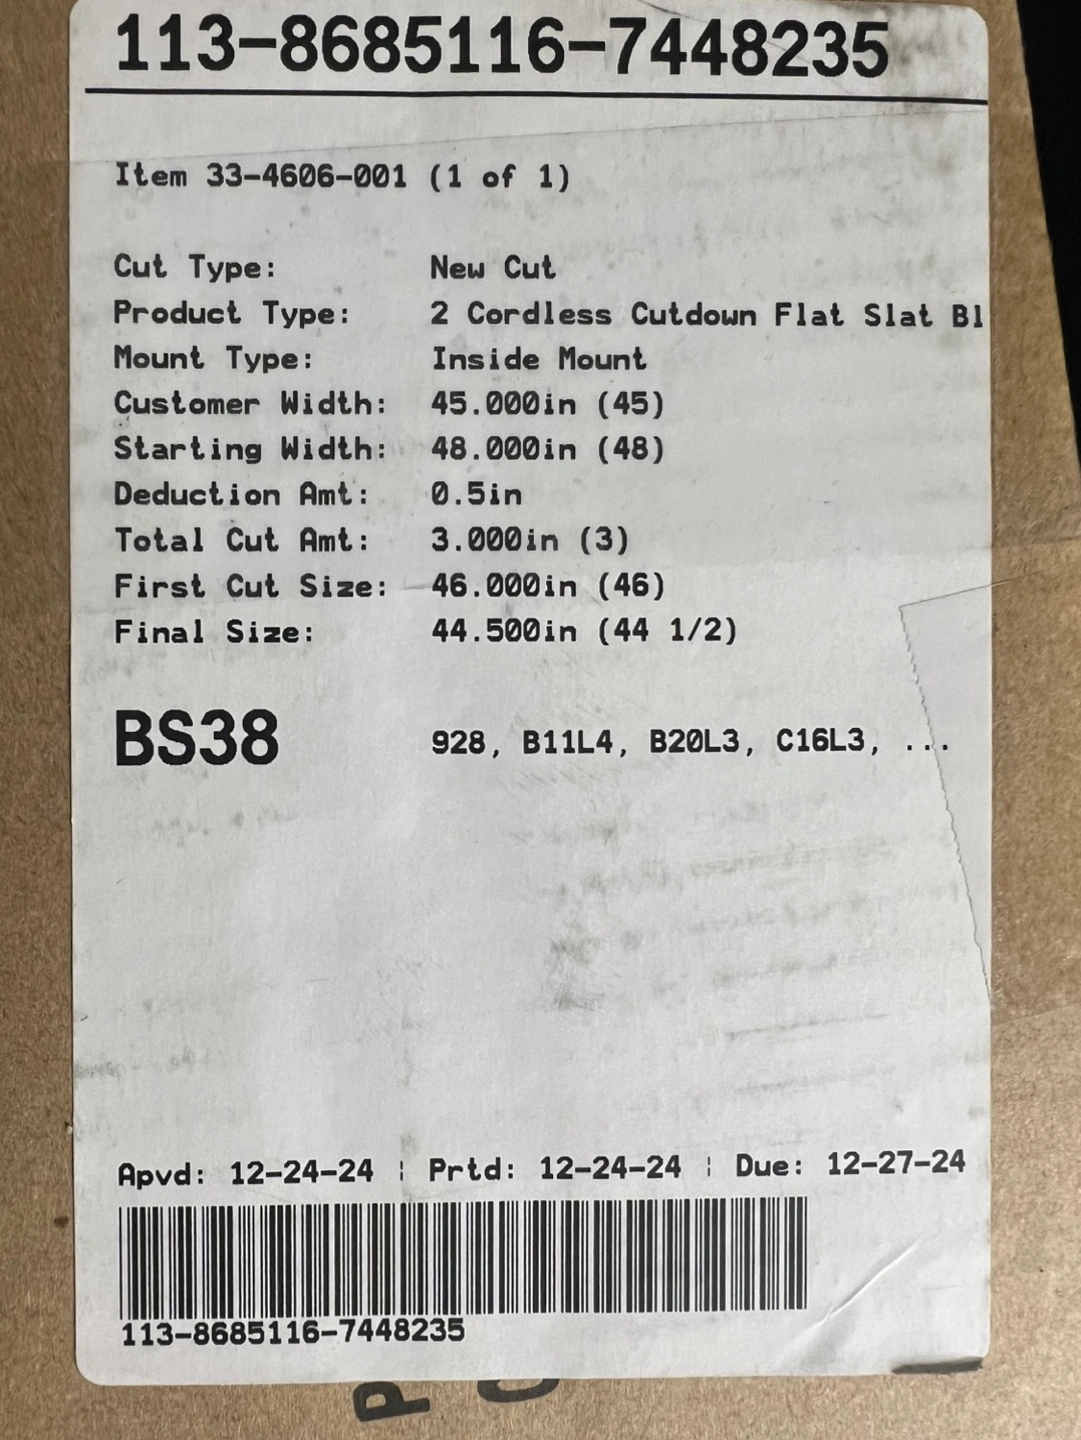 113-8685116-7448235
Item 33-4606-001 (1 of 1)
Cut Type: New Cut
Product Type: 2 Cordless Cutdown Flat Slat Bl
Mount Type: Inside Mount
Customer Width: 45.000in (45)
Starting Width: 48.000in (48)
Deduction Amt: 0.5in
Total Cut Amt: 3.000in (3)
First Cut Size: 46.000in (46)
Final Size: 44.500in (44 1/2)
BS38 928, B11L4, B20L3, C16L3, ...
Apvd: 12-24-24 ¦ Prtd: 12-24-24 ¦ Due: 12-27-24
113-8685116-7448235
P